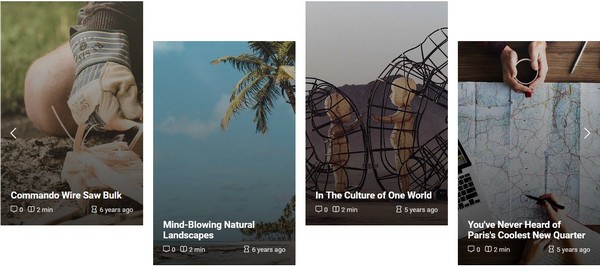 Commando Wire Saw Bulk
0 2 min 6 years ago
Mind-Blowing Natural
Landscapes
0 2 min 6 years ago
In The Culture of One World
0 2 min 6 years ago
You've Never Heard of
Paris's Coolest New Quarter
0 2 min 5 years ago